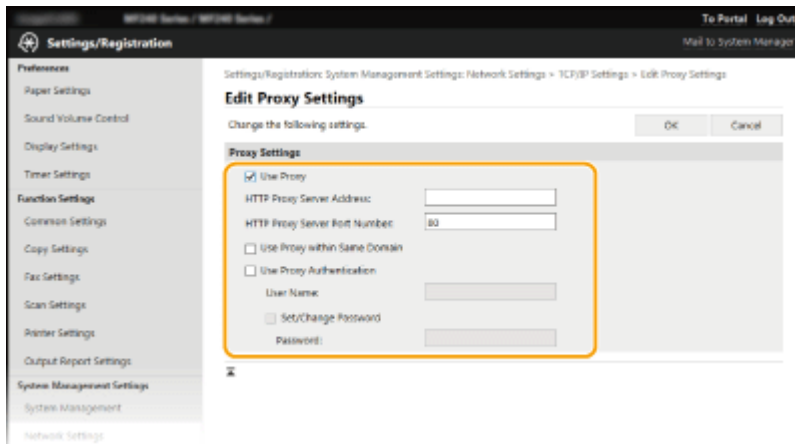 MF240 Series / MF240 Series /
To Portal Log Out
Settings/Registration
Mail to System Manager
Preferences
Paper Settings
Sound Volume Control
Display Settings
Timer Settings
Function Settings
Common Settings
Copy Settings
Fax Settings
Scan Settings
Printer Settings
Output Report Settings
System Management Settings
System Management
Network Settings
Settings/Registration: System Management Settings: Network Settings > TCP/IP Settings > Edit Proxy Settings
Edit Proxy Settings
Change the following settings.
OK
Cancel
Proxy Settings
Use Proxy
HTTP Proxy Server Address:
HTTP Proxy Server Port Number: 80
Use Proxy within Same Domain
Use Proxy Authentication
User Name:
Set/Change Password
Password: